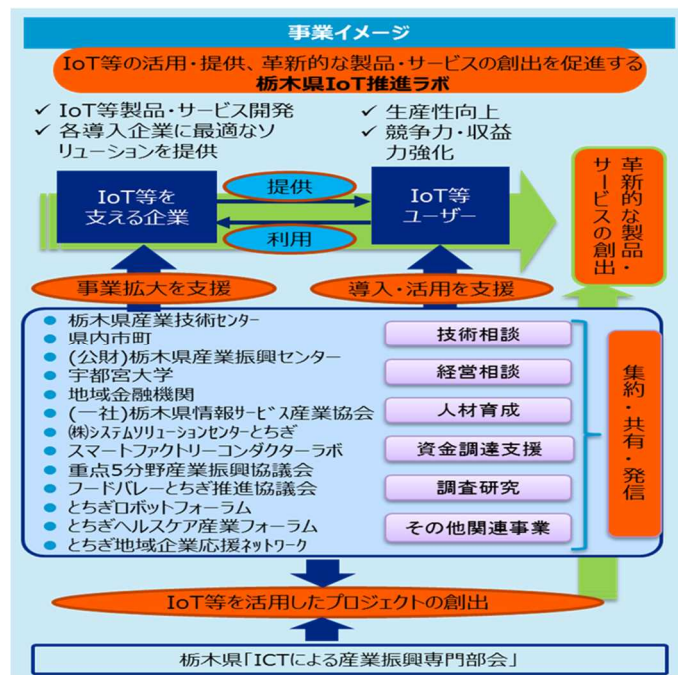 事業イメージ
IoT等の活用・提供、革新的な製品・サービスの創出を促進する
栃木県IoT推進ラボ
✓ IoT等製品・サービス開発
✓ 各導入企業に最適なソ
リューションを提供
✓ 生産性向上
✓ 競争力・収益
力強化
IoT等を
支える企業
提供
利用
IoT等
ユーザー
革新的な製品・
サービスの創出
事業拡大を支援
導入・活用を支援
● 栃木県産業技術ｾﾝﾀｰ
● 県内市町
● (公財)栃木県産業振興センター
● 宇都宮大学
● 地域金融機関
● (一社)栃木県情報ｻｰﾋﾞｽ産業協会
● ㈱ｼｽﾃﾑｿﾘｭｰｼｮﾝｾﾝﾀｰとちぎ
● スマートファクトリーコンダクターラボ
● 重点5分野産業振興協議会
● フードバレーとちぎ推進協議会
● とちぎロボットフォーラム
● とちぎヘルスケア産業フォーラム
● とちぎ地域企業応援ﾈｯﾄﾜｰｸ
技術相談
経営相談
人材育成
資金調達支援
調査研究
その他関連事業
集約・共有・発信
IoT等を活用したプロジェクトの創出
栃木県「ICTによる産業振興専門部会」